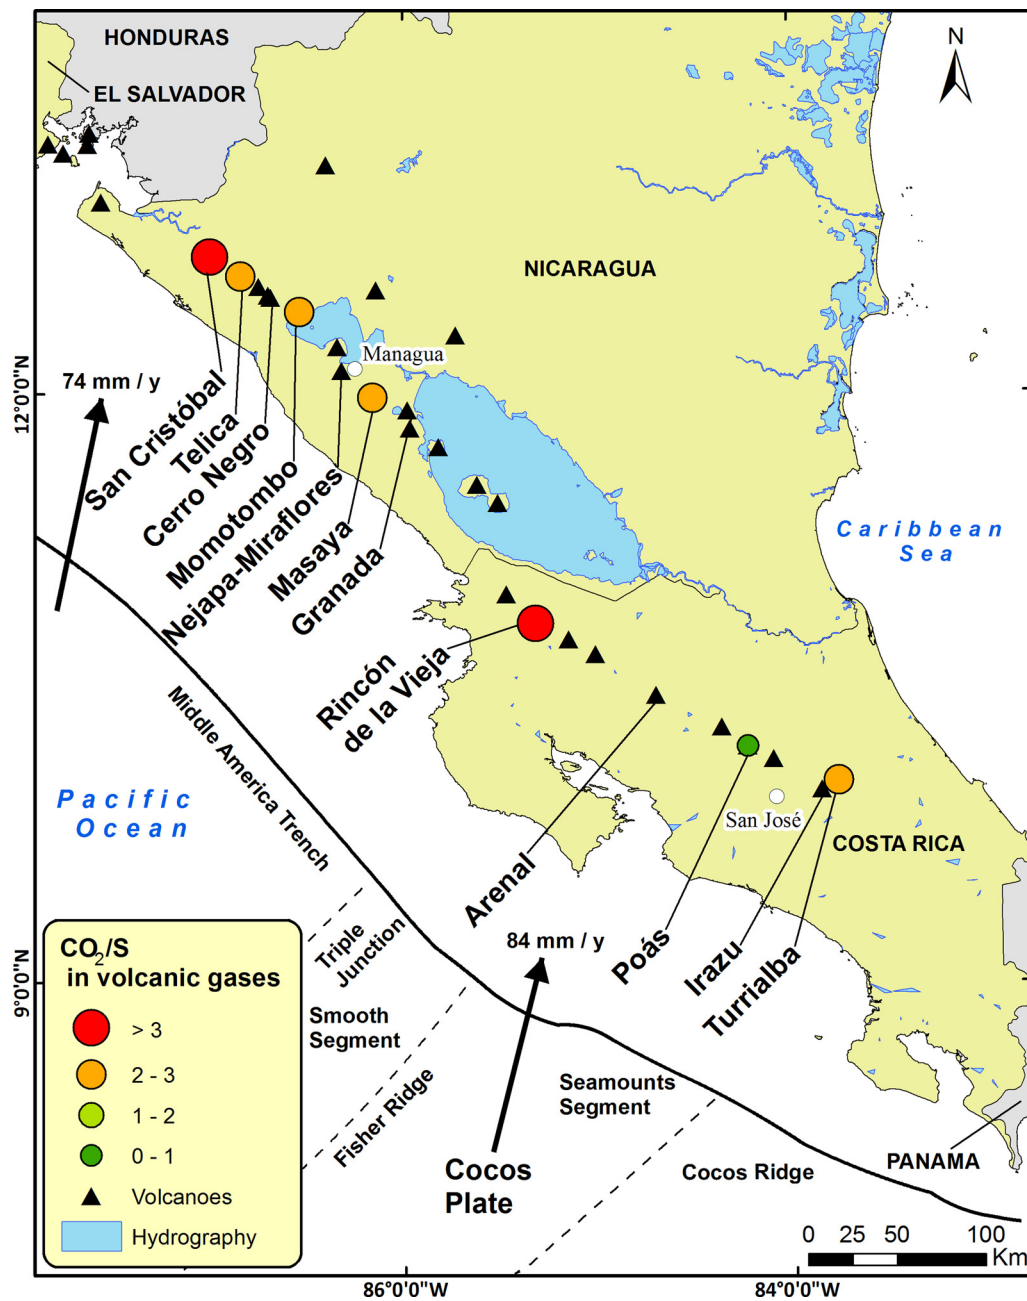 HONDURAS
EL SALVADOR
N
NICARAGUA
Managua
12°0'0"N
74 mm / y
San Cristóbal
Telica
Cerro Negro
Momotombo
Nejapa-Miraflores
Masaya
Granada
Caribbean
Sea
Rincón
de la Vieja
Middle America Trench
Pacific
Ocean
San José
COSTA RICA
Arenal
Poás
Irazu
Turrialba
9°0'0"N
84 mm / y
Triple
Junction
Smooth
Segment
Fisher Ridge
Seamounts
Segment
Cocos
Plate
Cocos Ridge
PANAMA
CO2/S
in volcanic gases
> 3
2 - 3
1 - 2
0 - 1
Volcanoes
Hydrography
0 25 50 100
Km
86°0'0"W
84°0'0"W